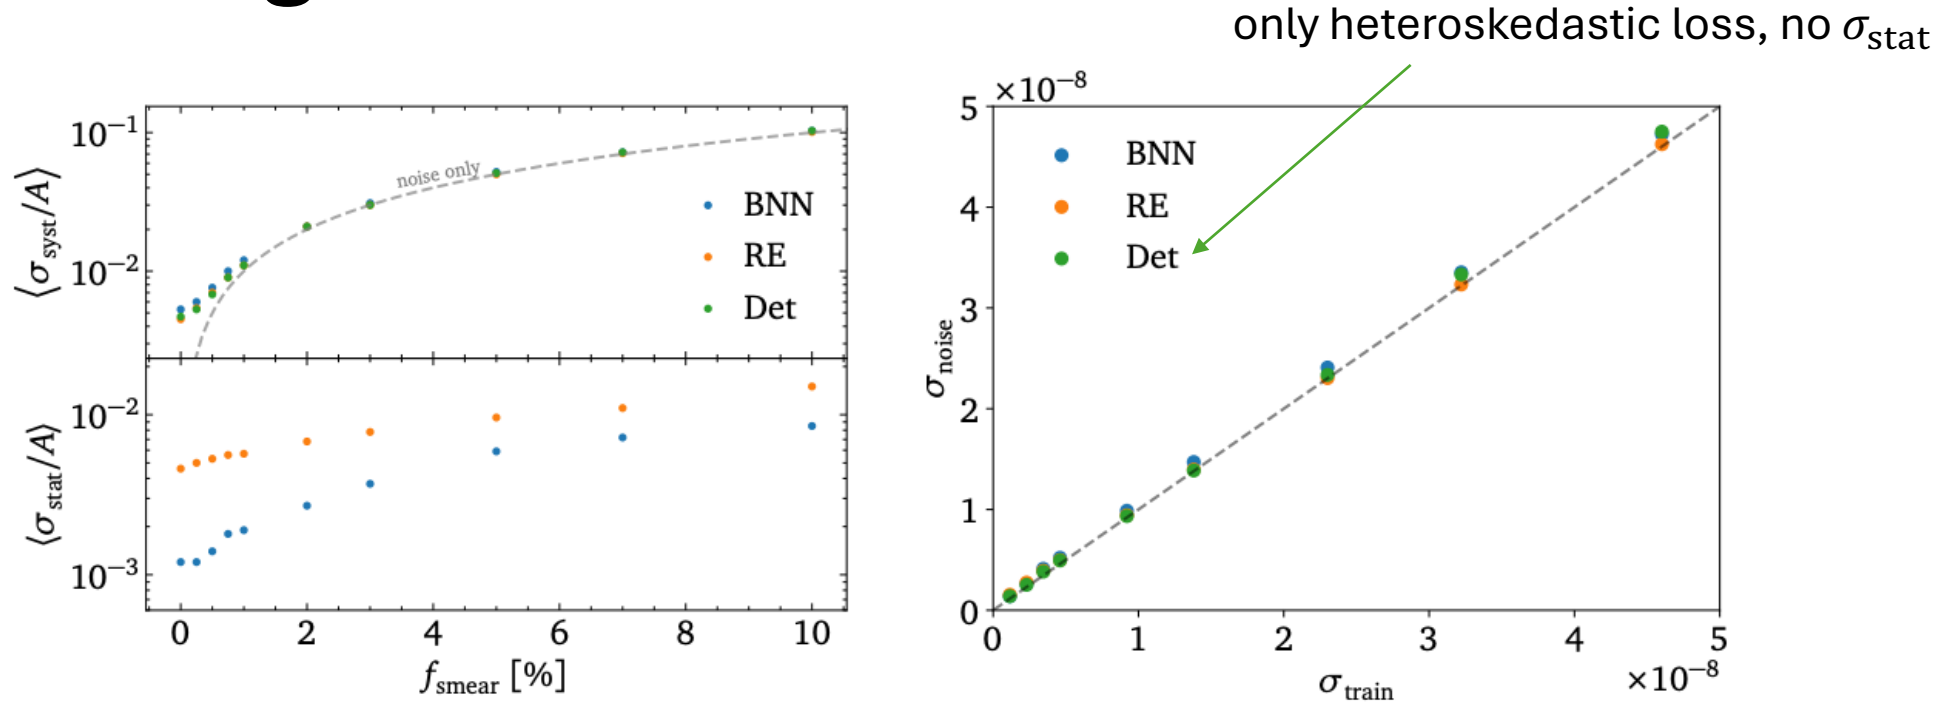 only heteroskedastic loss, no σ_stat
10⁻¹
10⁻²
⟨σ_syst/A⟩
noise only
BNN
RE
Det
10⁻²
10⁻³
⟨σ_stat/A⟩
0 2 4 6 8 10
f_smear [%]
×10⁻⁸
5
4
3
2
1
0
σ_noise
BNN
RE
Det
0 1 2 3 4 5
σ_train
×10⁻⁸